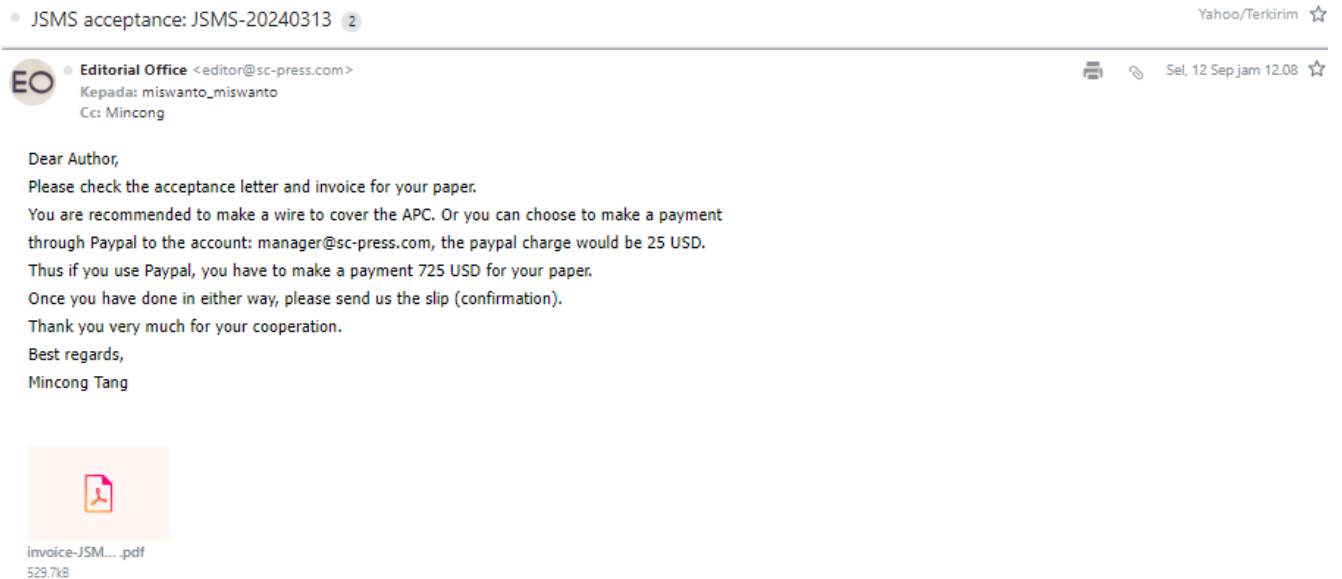 JSMS acceptance: JSMS-20240313 2
Yahoo/Terkirim
EO
Editorial Office <editor@sc-press.com>
Sel, 12 Sep jam 12.08
Kepada: miswanto_miswanto
Cc: Mincong
Dear Author,
Please check the acceptance letter and invoice for your paper.
You are recommended to make a wire to cover the APC. Or you can choose to make a payment
through Paypal to the account: manager@sc-press.com, the paypal charge would be 25 USD.
Thus if you use Paypal, you have to make a payment 725 USD for your paper.
Once you have done in either way, please send us the slip (confirmation).
Thank you very much for your cooperation.
Best regards,
Mincong Tang
invoice-JSM... .pdf
529.7kB